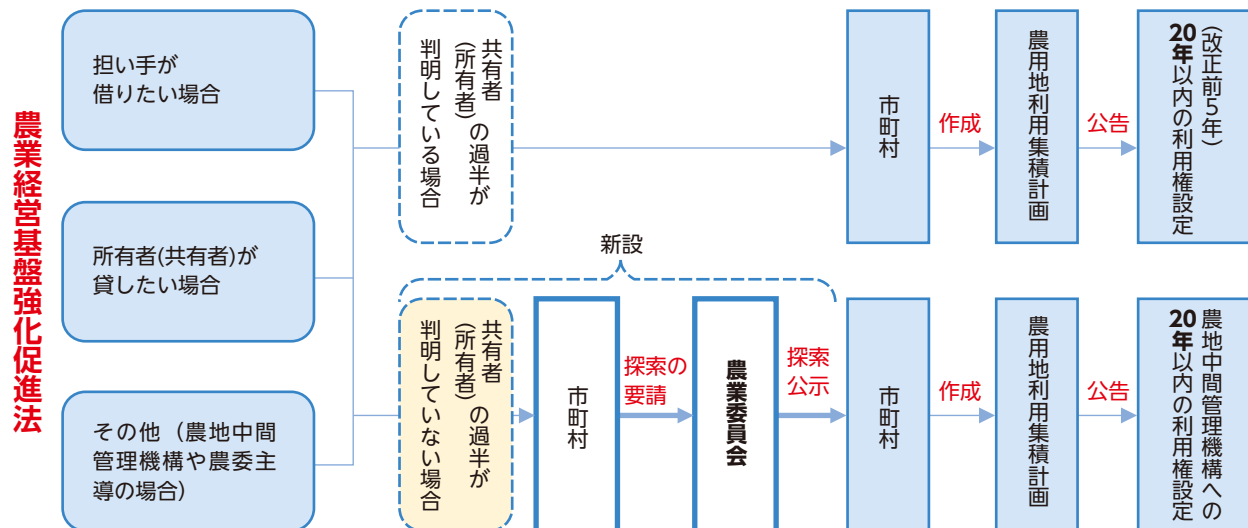 農業経営基盤強化促進法
担い手が
借りたい場合
所有者(共有者)が
貸したい場合
その他（農地中間
管理機構や農委主
導の場合）
共有者
(所有者)の過半が
判明している場合
市町村
作成
農用地利用集積計画
公告
20年以内の利用権設定
（改正前５年）
新設
共有者
(所有者)の過半が
判明していない場合
市町村
探索の
要請
農業委員会
探索
公示
市町村
作成
農用地利用集積計画
公告
農地中間管理機構への
20年以内の利用権設定